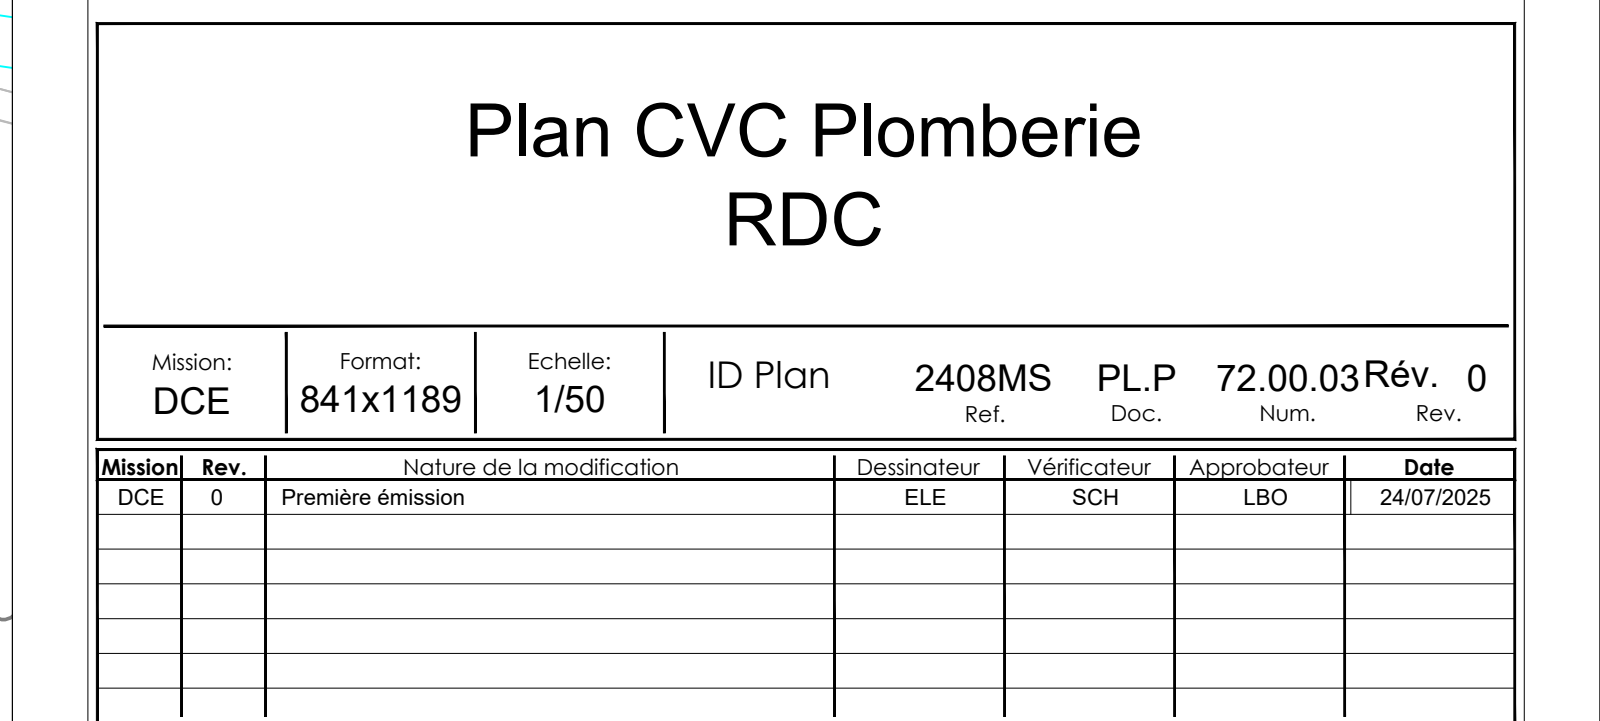 Plan CVC Plomberie
RDC
Mission: Format: Echelle:
DCE 841x1189 1/50 ID Plan 2408MS PL.P 72.00.03 Rév. 0
Ref. Doc. Num. Rev.
Mission Rev. Nature de la modification Dessinateur Vérificateur Approbateur Date
DCE 0 Première émission ELE SCH LBO 24/07/2025